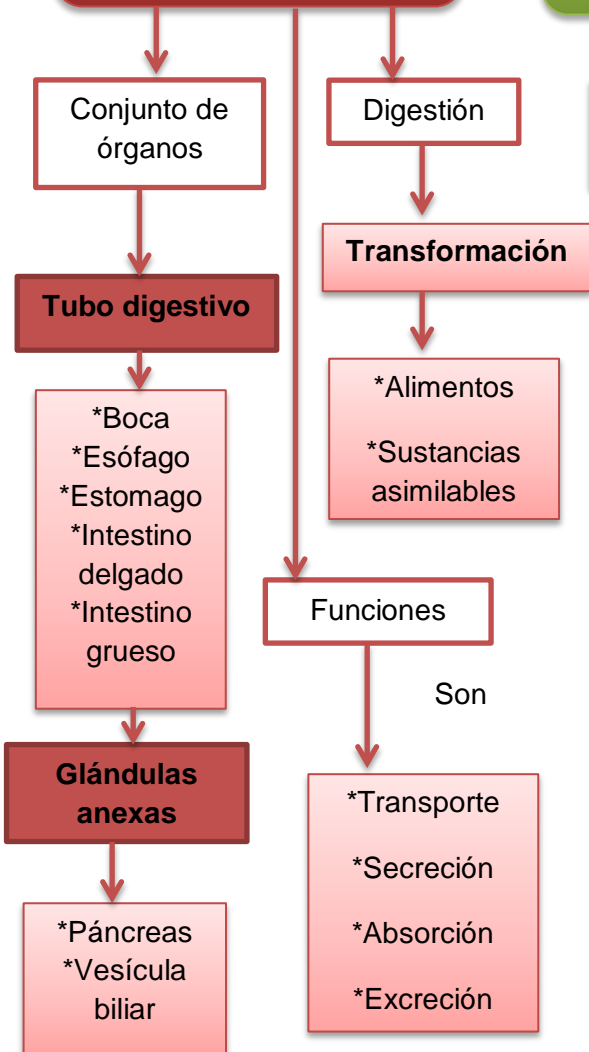 Conjunto de
órganos
Digestión
Transformación
Tubo digestivo
*Alimentos
*Sustancias
asimilables
*Boca
*Esófago
*Estomago
*Intestino
delgado
*Intestino
grueso
Funciones
Son
Glándulas
anexas
*Transporte
*Secreción
*Absorción
*Excreción
*Páncreas
*Vesícula
biliar